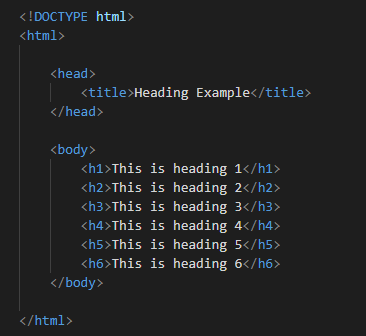 <!DOCTYPE html>
<html>
<head>
<title>Heading Example</title>
</head>
<body>
<h1>This is heading 1</h1>
<h2>This is heading 2</h2>
<h3>This is heading 3</h3>
<h4>This is heading 4</h4>
<h5>This is heading 5</h5>
<h6>This is heading 6</h6>
</body>
</html>